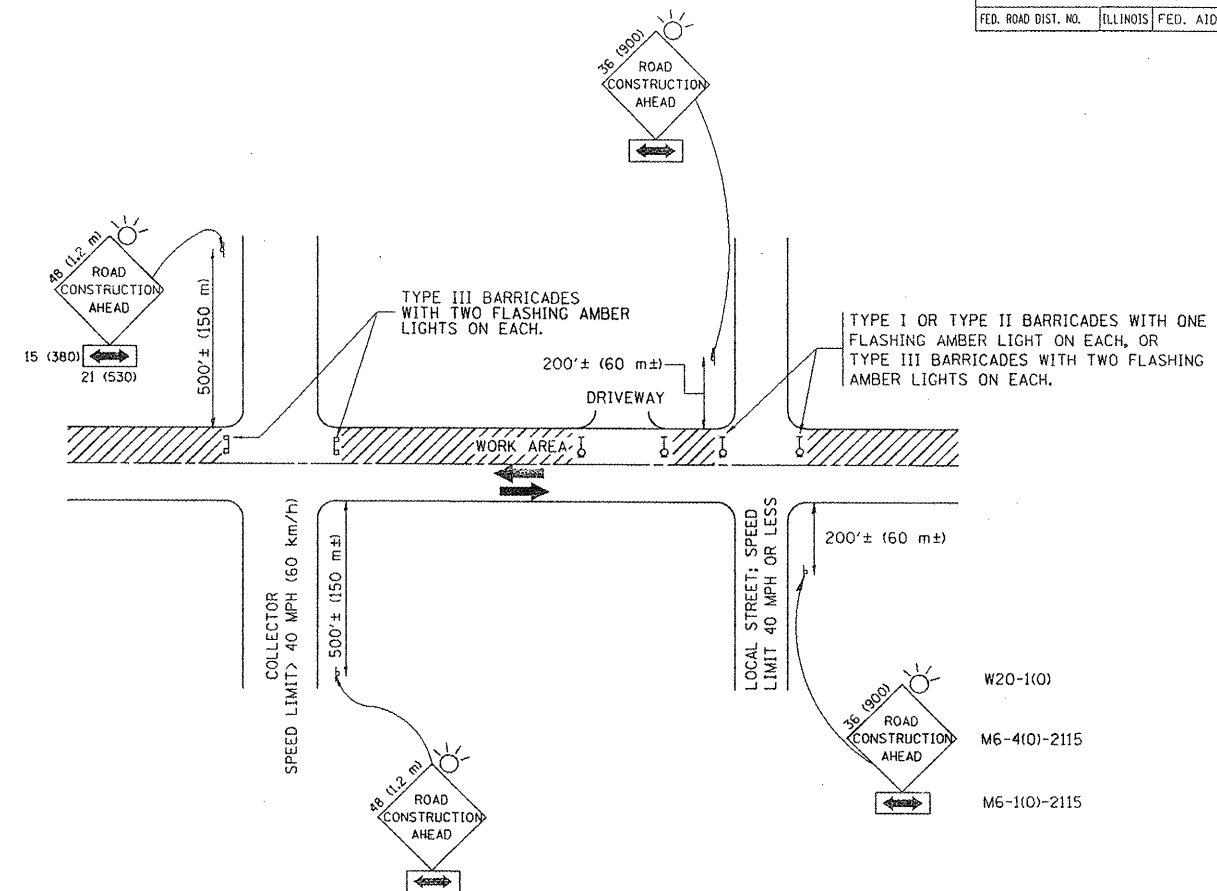 FED. ROAD DIST. NO. ILLINOIS FED. AID
36 (900)
ROAD
CONSTRUCTION
AHEAD
48 (1.2 m)
ROAD
CONSTRUCTION
AHEAD
15 (380)
21 (530)
500'± (150 m)
TYPE III BARRICADES
WITH TWO FLASHING AMBER
LIGHTS ON EACH.
200'± (60 m±)
DRIVEWAY
TYPE I OR TYPE II BARRICADES WITH ONE
FLASHING AMBER LIGHT ON EACH, OR
TYPE III BARRICADES WITH TWO FLASHING
AMBER LIGHTS ON EACH.
WORK AREA
COLLECTOR
SPEED LIMIT> 40 MPH (60 km/h)
500'± (150 m±)
LOCAL STREET; SPEED
LIMIT 40 MPH OR LESS
200'± (60 m±)
48 (1.2 m)
ROAD
CONSTRUCTION
AHEAD
36 (900)
ROAD
CONSTRUCTION
AHEAD
W20-1(O)
M6-4(O)-2115
M6-1(O)-2115